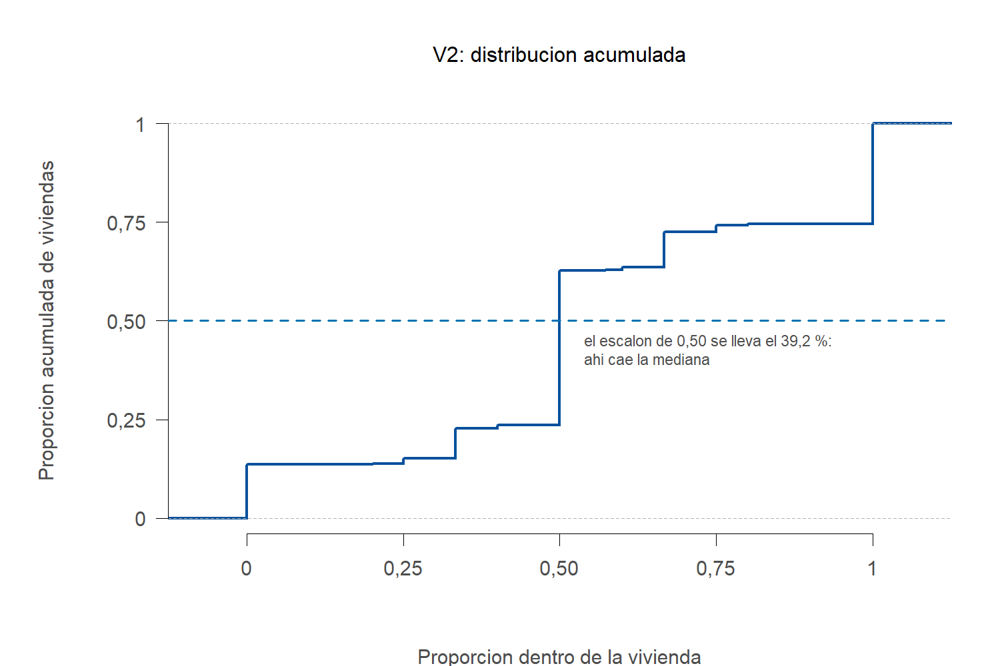 V2: distribucion acumulada
Proporcion acumulada de viviendas
1
0,75
0,50
0,25
0
el escalon de 0,50 se lleva el 39,2 %:
ahi cae la mediana
0 0,25 0,50 0,75 1
Proporcion dentro de la vivienda